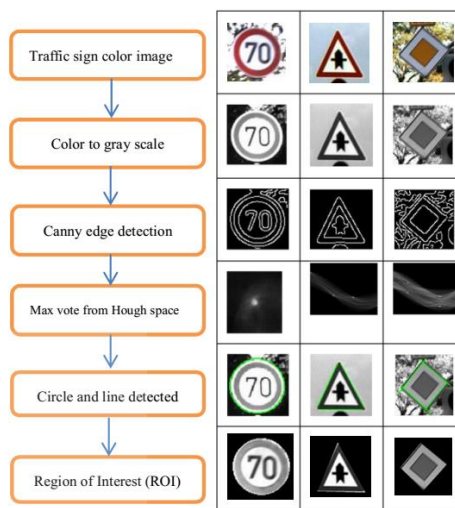 Traffic sign color image
70
Color to gray scale
70
Canny edge detection
70
Max vote from Hough space
Circle and line detected
70
Region of Interest (ROI)
70